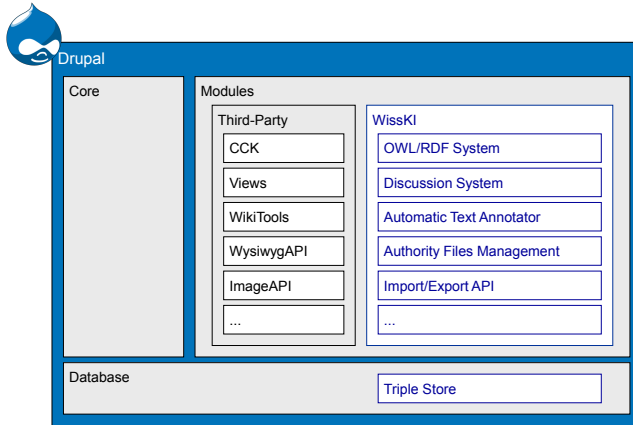 Drupal
Core
Modules
Third-Party
CCK
Views
WikiTools
WysiwygAPI
ImageAPI
...
WissKI
OWL/RDF System
Discussion System
Automatic Text Annotator
Authority Files Management
Import/Export API
...
Database
Triple Store